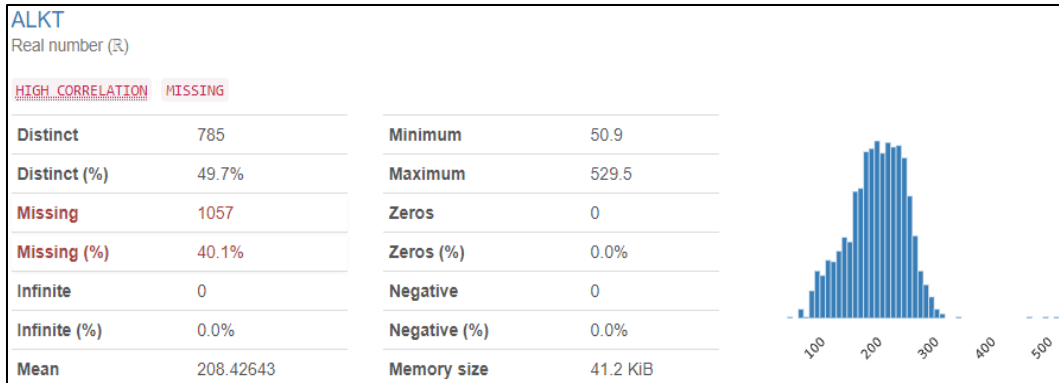 ALKT
Real number (ℝ)
HIGH CORRELATION MISSING
Distinct 785
Distinct (%) 49.7%
Missing 1057
Missing (%) 40.1%
Infinite 0
Infinite (%) 0.0%
Mean 208.42643
Minimum 50.9
Maximum 529.5
Zeros 0
Zeros (%) 0.0%
Negative 0
Negative (%) 0.0%
Memory size 41.2 KiB
100 200 300 400 500